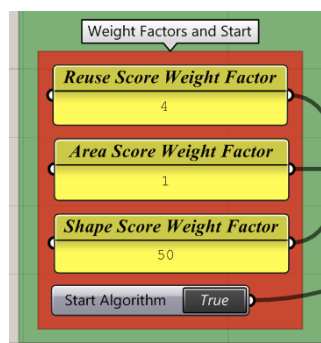 Weight Factors and Start
Reuse Score Weight Factor
4
Area Score Weight Factor
1
Shape Score Weight Factor
50
Start Algorithm True